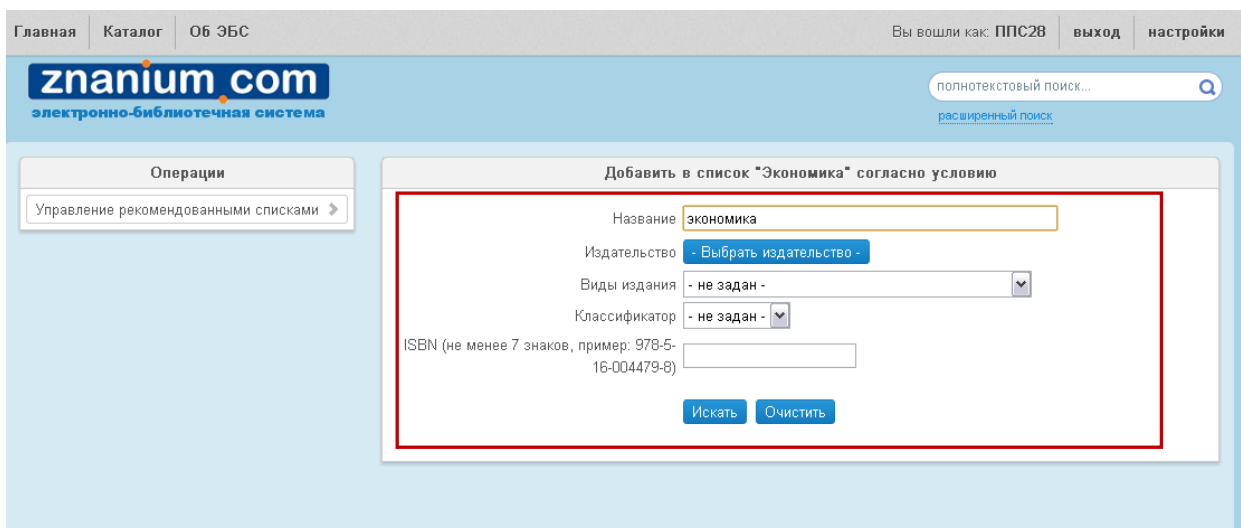 Главная Каталог Об ЭБС Вы вошли как: ППС28 выход настройки
znanium.com
электронно-библиотечная система
полнотекстовый поиск...
расширенный поиск
Операции
Управление рекомендованными списками
Добавить в список "Экономика" согласно условию
Название экономика
Издательство - Выбрать издательство -
Виды издания - не задан -
Классификатор - не задан -
ISBN (не менее 7 знаков, пример: 978-5-
16-004479-8)
Искать Очистить